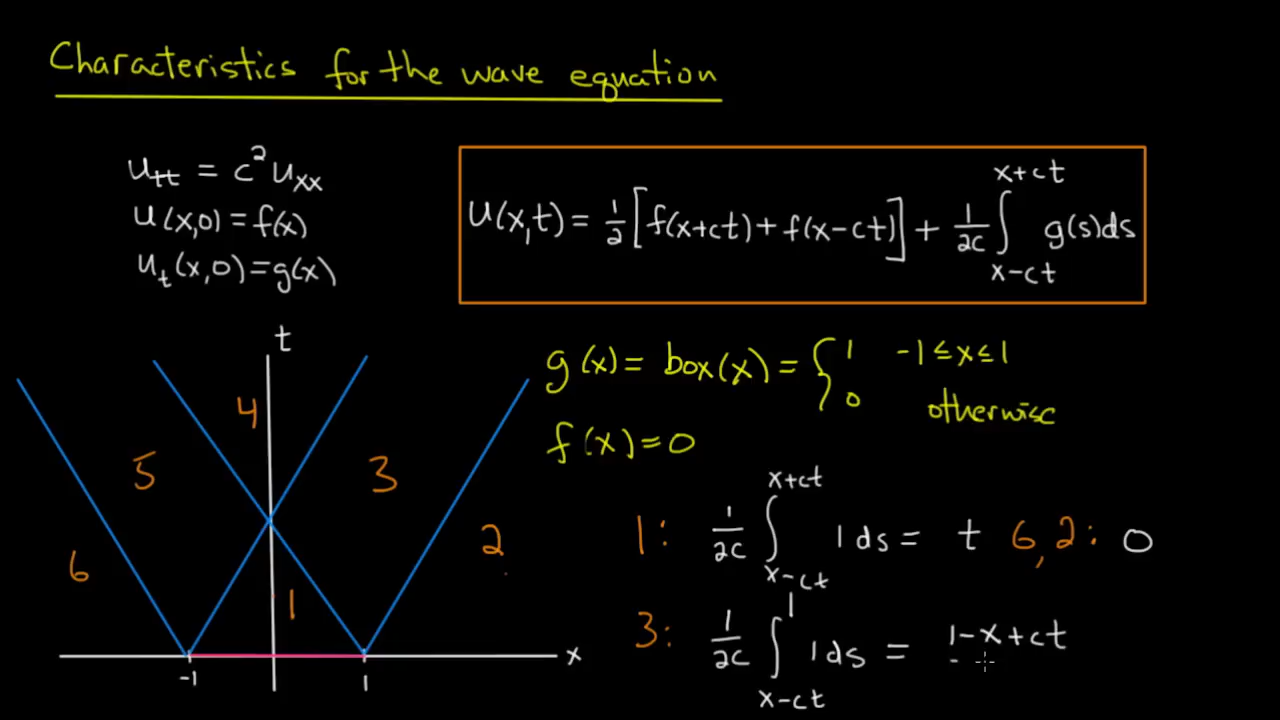 Characteristics for the wave equation
u_tt = c² u_xx
u(x,0) = f(x)
u_t(x,0) = g(x)
u(x,t) = 1/2 [f(x+ct) + f(x-ct)] + 1/2c ∫_{x-ct}^{x+ct} g(s)ds
t
4
5
3
6
2
1
x
-1
1
g(x) = box(x) = { 1 -1 ≤ x ≤ 1
0 otherwise
f(x) = 0
1: 1/2c ∫_{x-ct}^{x+ct} 1 ds = t 6,2: 0
3: 1/2c ∫_{x-ct}^{1} 1 ds = 1-x+ct